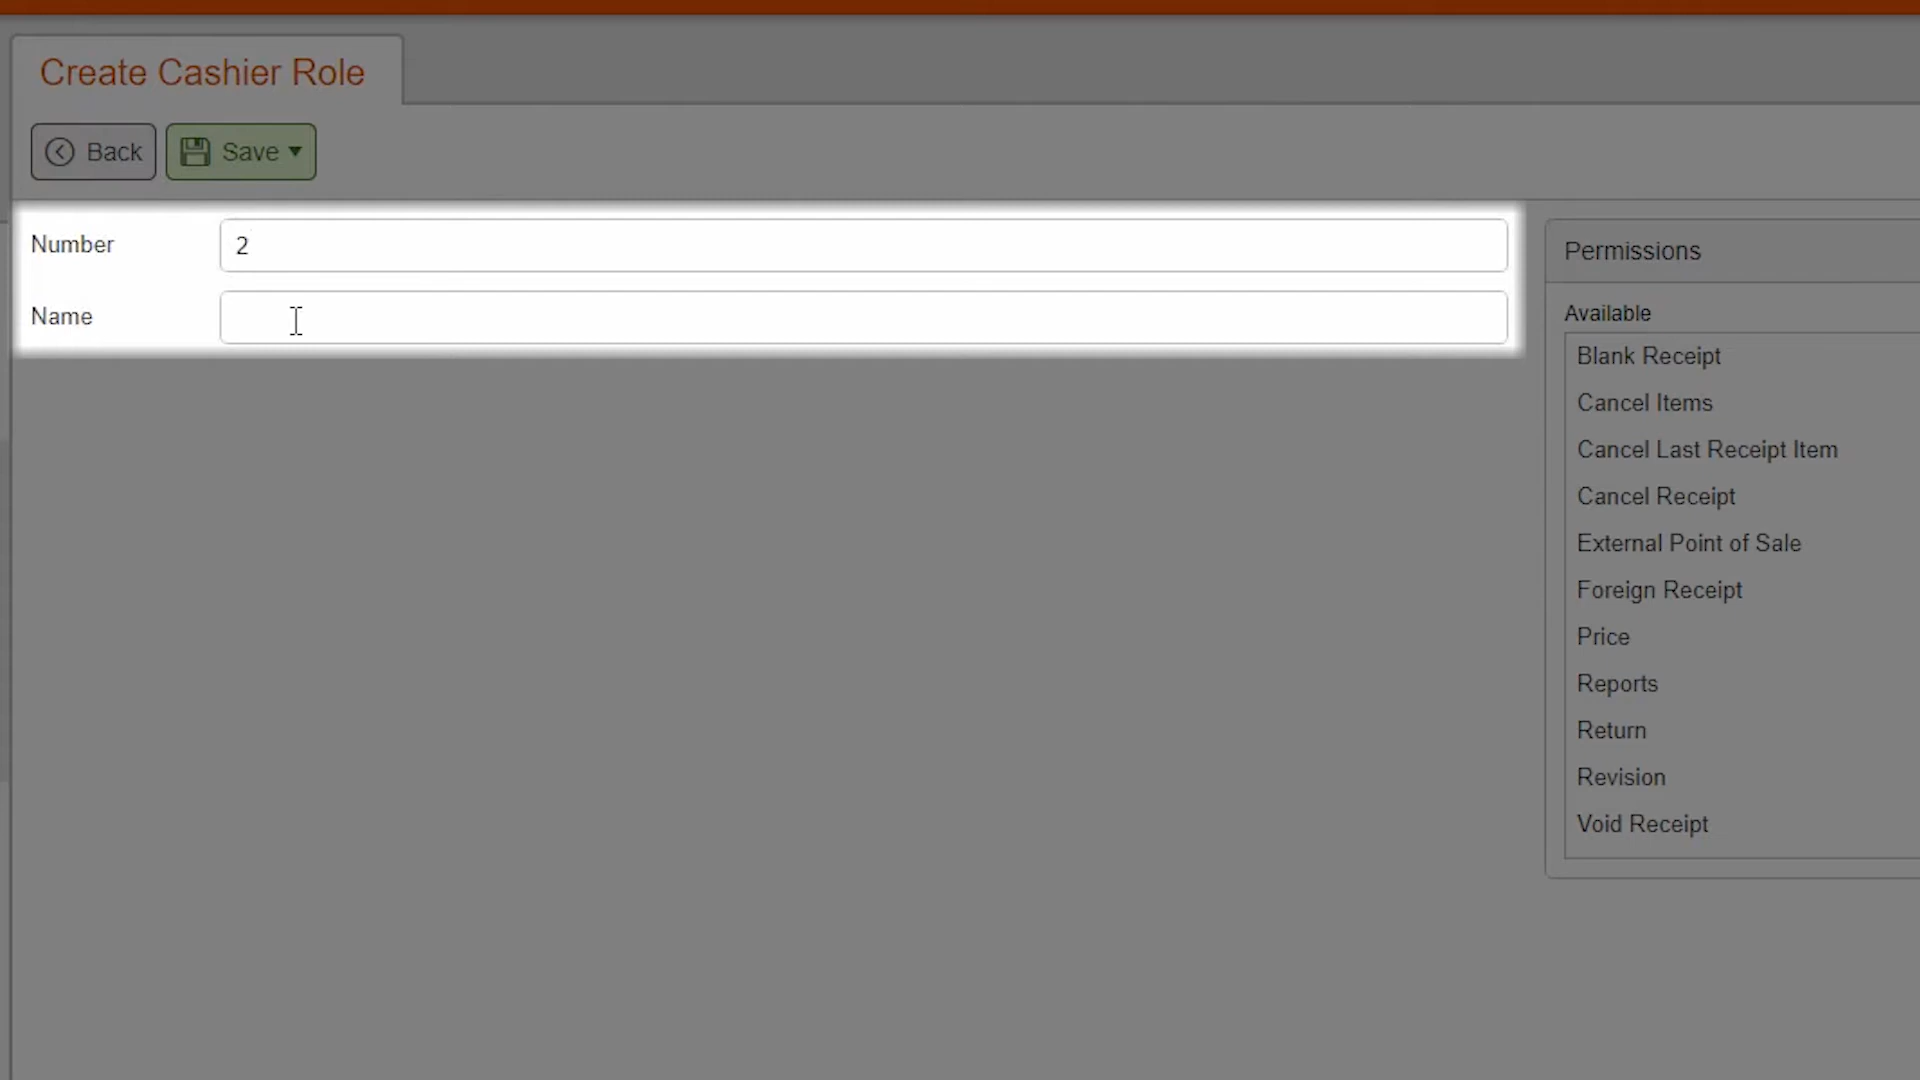 Create Cashier Role
Back
Save
Number
2
Name
Permissions
Available
Blank Receipt
Cancel Items
Cancel Last Receipt Item
Cancel Receipt
External Point of Sale
Foreign Receipt
Price
Reports
Return
Revision
Void Receipt